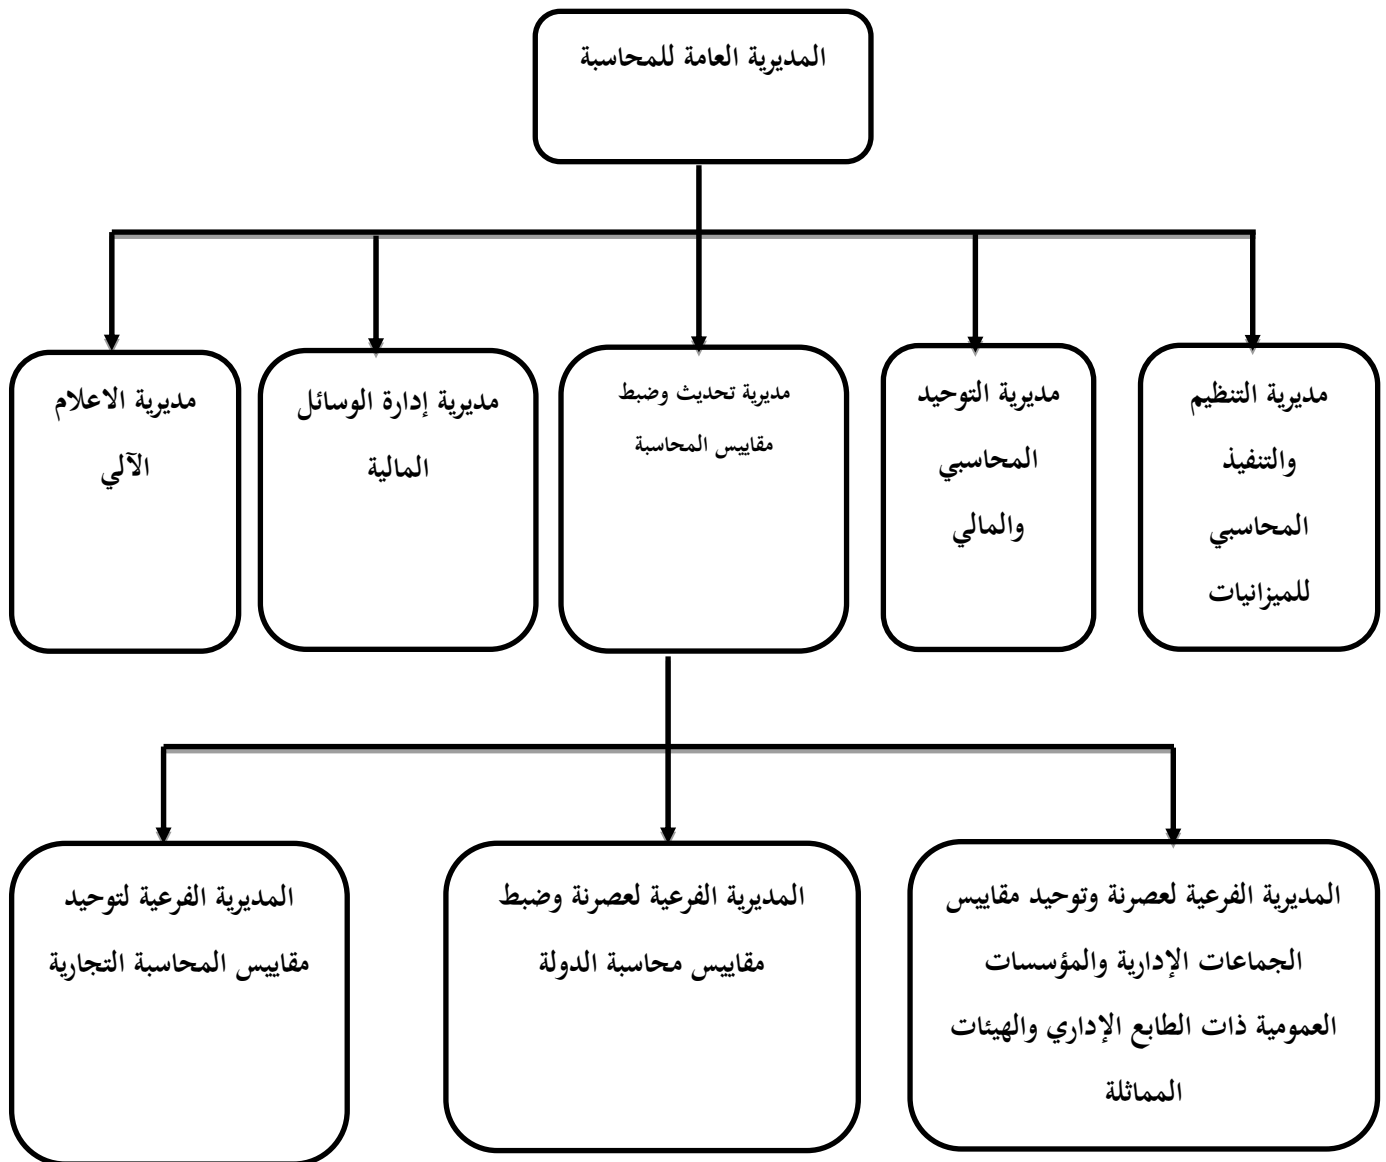 المديرية العامة للمحاسبة
مديرية التنظيم
والتنفيذ
المحاسبي
للميزانيات
مديرية التوحيد
المحاسبي
والمالي
مديرية تحديث وضبط
مقاييس المحاسبة
مديرية إدارة الوسائل
المالية
مديرية الاعلام
الآلي
المديرية الفرعية لعصرنة وتوحيد مقاييس
الجماعات الإدارية والمؤسسات
العمومية ذات الطابع الإداري والهيئات
المماثلة
المديرية الفرعية لعصرنة وضبط
مقاييس محاسبة الدولة
المديرية الفرعية لتوحيد
مقاييس المحاسبة التجارية